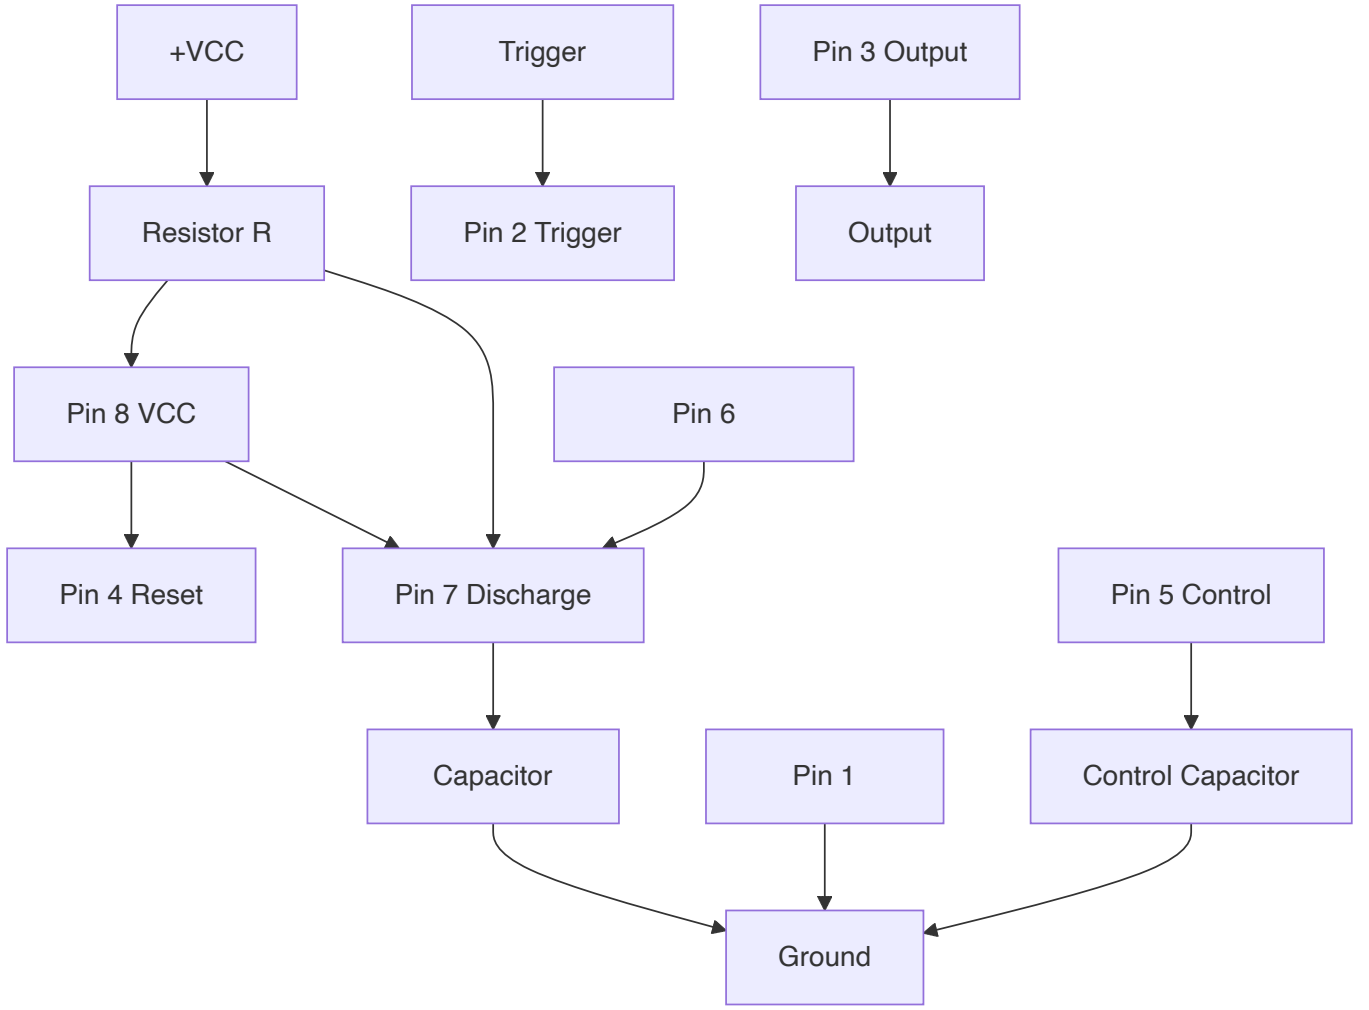 +VCC
Trigger
Pin 3 Output
Resistor R
Pin 2 Trigger
Output
Pin 8 VCC
Pin 6
Pin 4 Reset
Pin 7 Discharge
Pin 5 Control
Capacitor
Pin 1
Control Capacitor
Ground